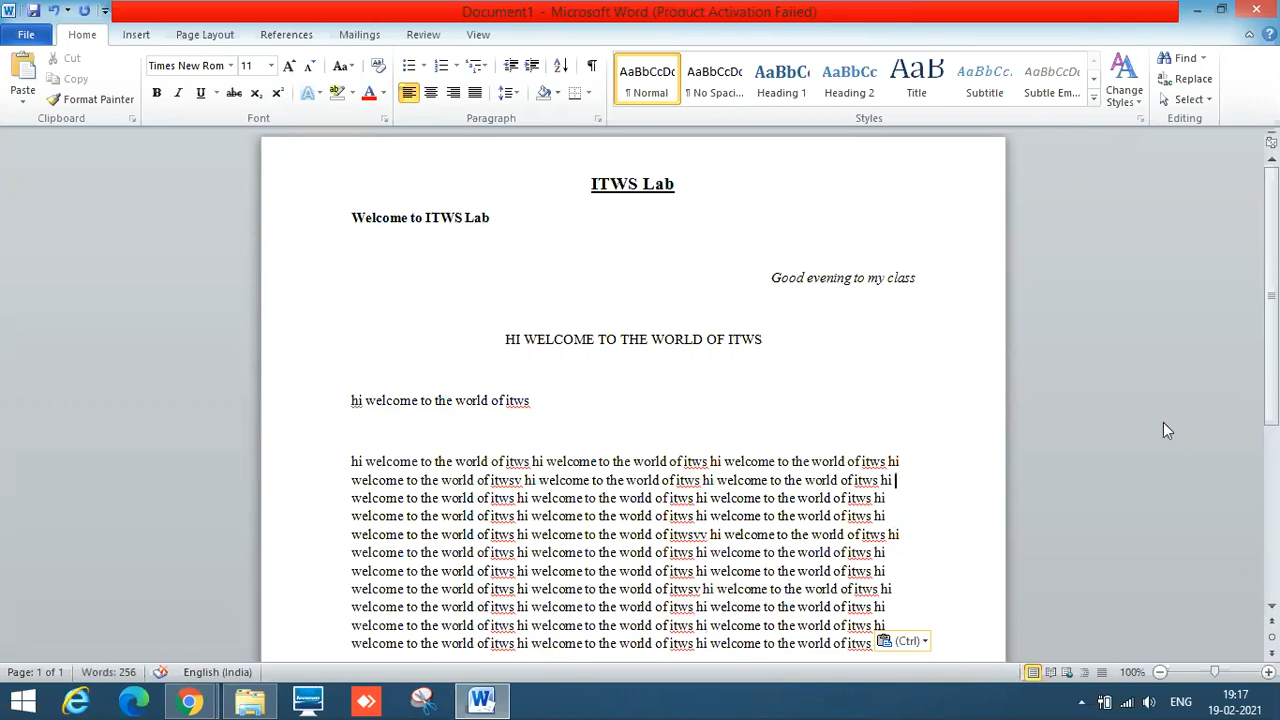 Document1 - Microsoft Word (Product Activation Failed)
File Home Insert Page Layout References Mailings Review View
Cut
Copy
Format Painter
Paste
Times New Rom 11
AaBbCcDc AaBbCcDc AaBbC AaBbCc AaB AaBbCcL AaBbCcDc
¶ Normal ¶ No Spaci... Heading 1 Heading 2 Title Subtitle Subtle Em...
Change Styles
Find
Replace
Select
Clipboard Font Paragraph Styles Editing
ITWS Lab
Welcome to ITWS Lab
Good evening to my class
HI WELCOME TO THE WORLD OF ITWS
hi welcome to the world of itws
hi welcome to the world of itws hi welcome to the world of itws hi welcome to the world of itws hi
welcome to the world of itwsv hi welcome to the world of itws hi welcome to the world of itws hi
welcome to the world of itws hi welcome to the world of itws hi welcome to the world of itws hi
welcome to the world of itws hi welcome to the world of itws hi welcome to the world of itws hi
welcome to the world of itws hi welcome to the world of itwsvv hi welcome to the world of itws hi
welcome to the world of itws hi welcome to the world of itws hi welcome to the world of itws hi
welcome to the world of itws hi welcome to the world of itws hi welcome to the world of itws hi
welcome to the world of itws hi welcome to the world of itwsv hi welcome to the world of itws hi
welcome to the world of itws hi welcome to the world of itws hi welcome to the world of itws hi
welcome to the world of itws hi welcome to the world of itws hi welcome to the world of itws hi
welcome to the world of itws hi welcome to the world of itws hi welcome to the world of itws
(Ctrl)
Page: 1 of 1 Words: 256 English (India) 100%
ENG
19:17
19-02-2021